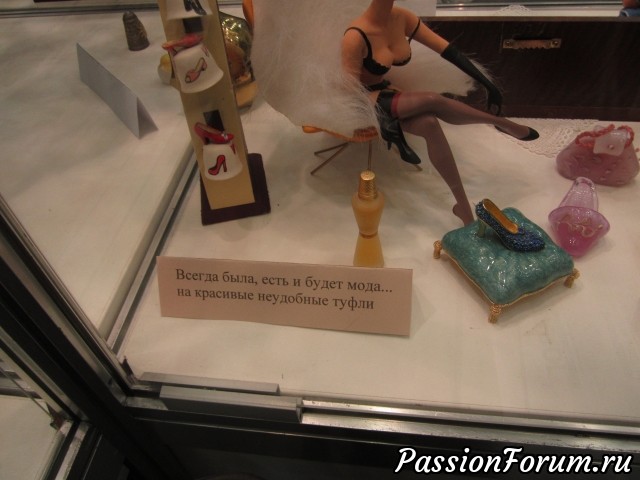 Всегда была, есть и будет мода...
на красивые неудобные туфли
PassionForum.ru